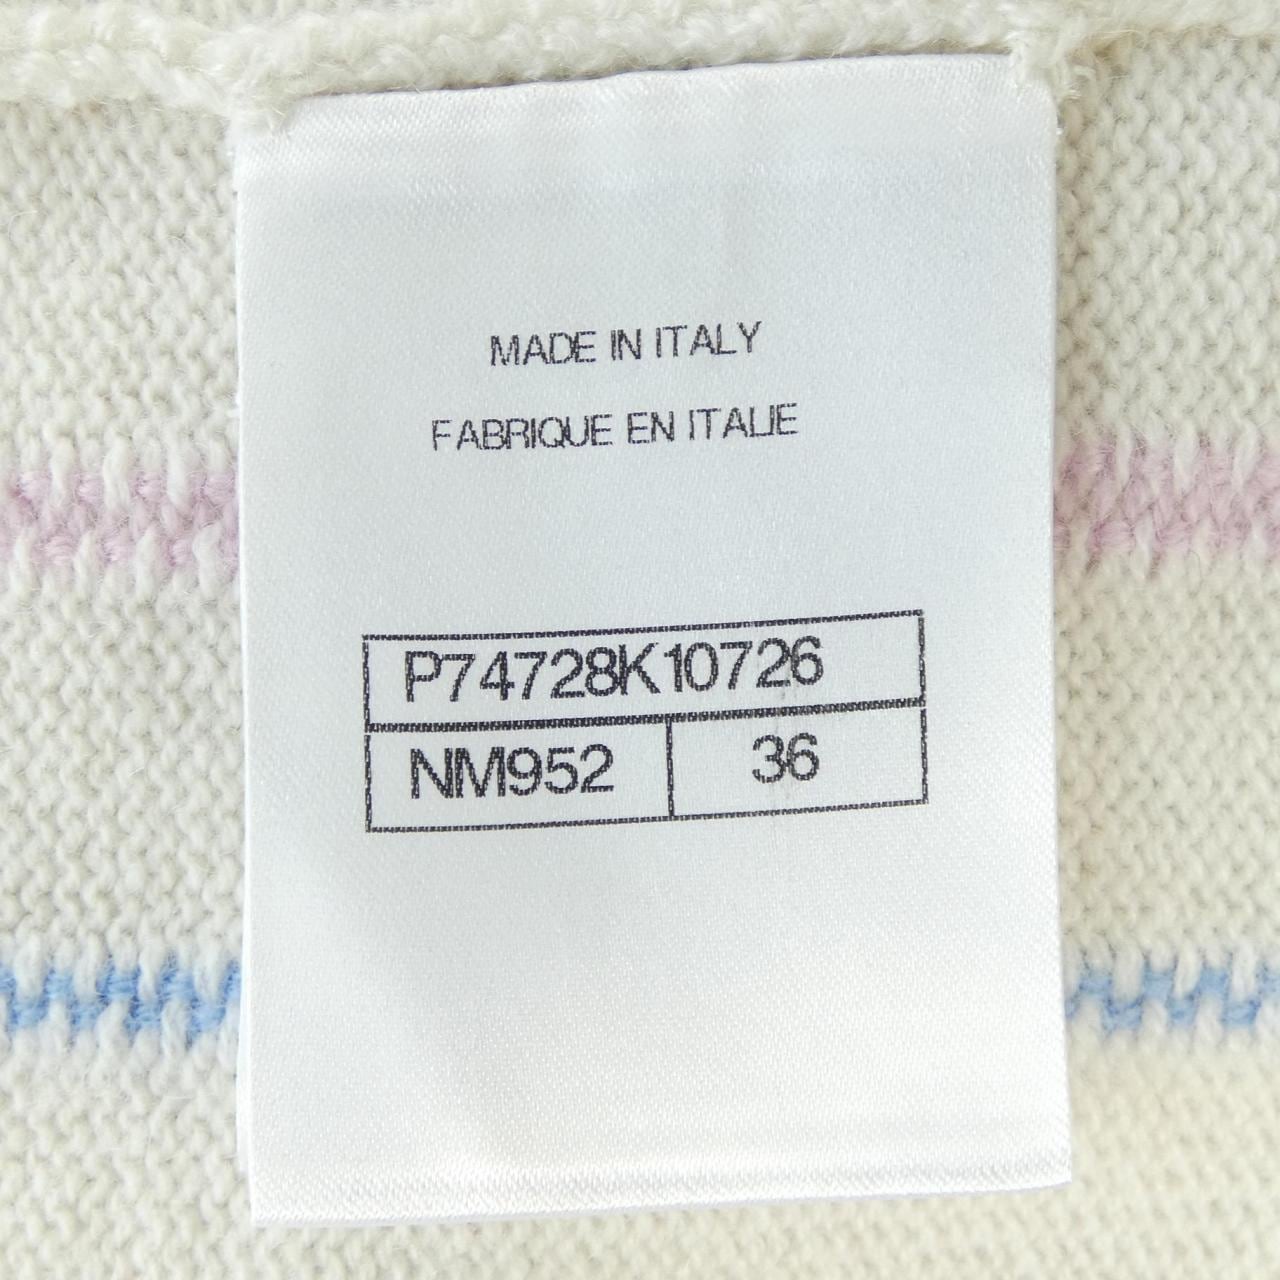 MADE IN ITALY
FABRIQUE EN ITALIE
P74728K10726
NM952 36